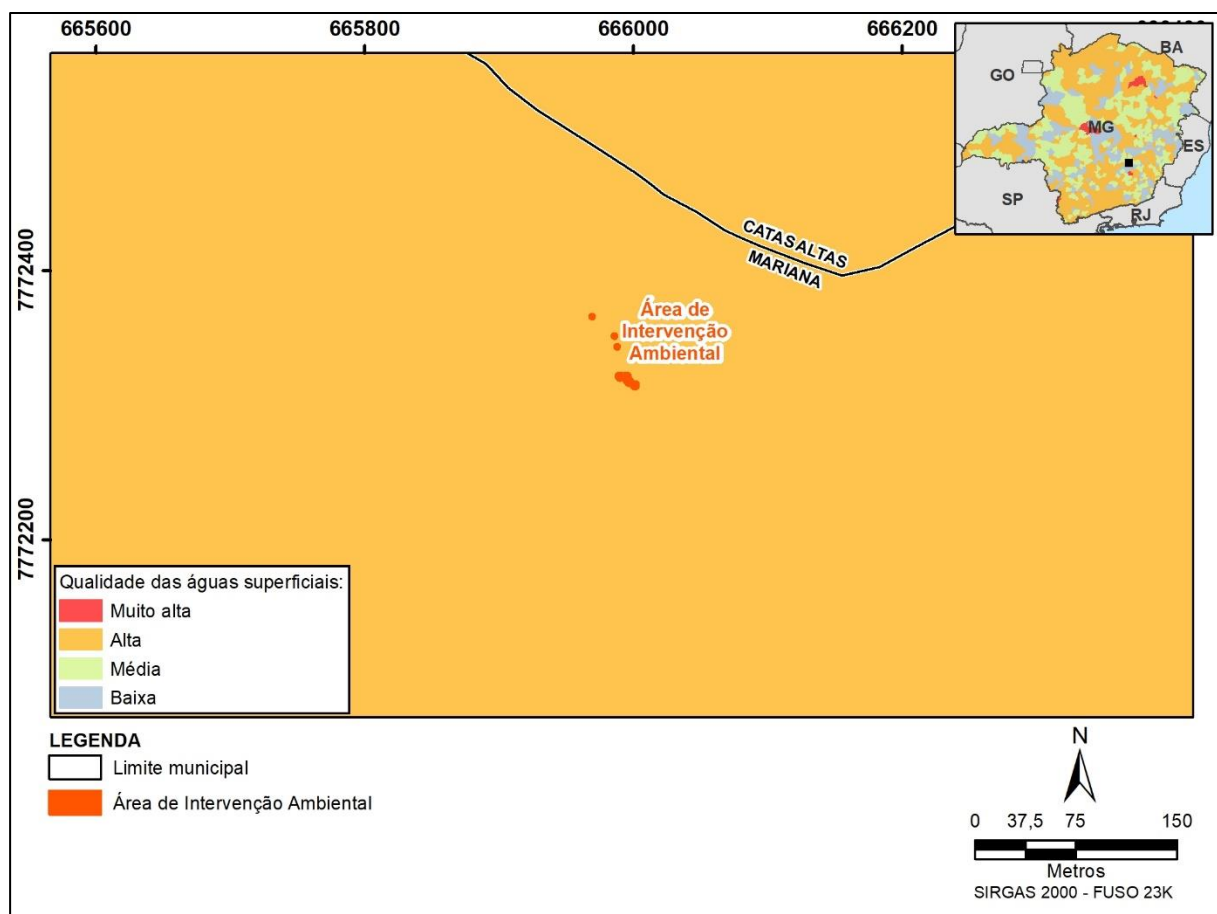 665600
665800
666000
666200
BA
GO
MG
ES
SP
RJ
7772400
7772200
CATAS ALTAS
MARIANA
Área de
Intervenção
Ambiental
Qualidade das águas superficiais:
Muito alta
Alta
Média
Baixa
LEGENDA
Limite municipal
Área de Intervenção Ambiental
N
0 37,5 75 150
Metros
SIRGAS 2000 - FUSO 23K